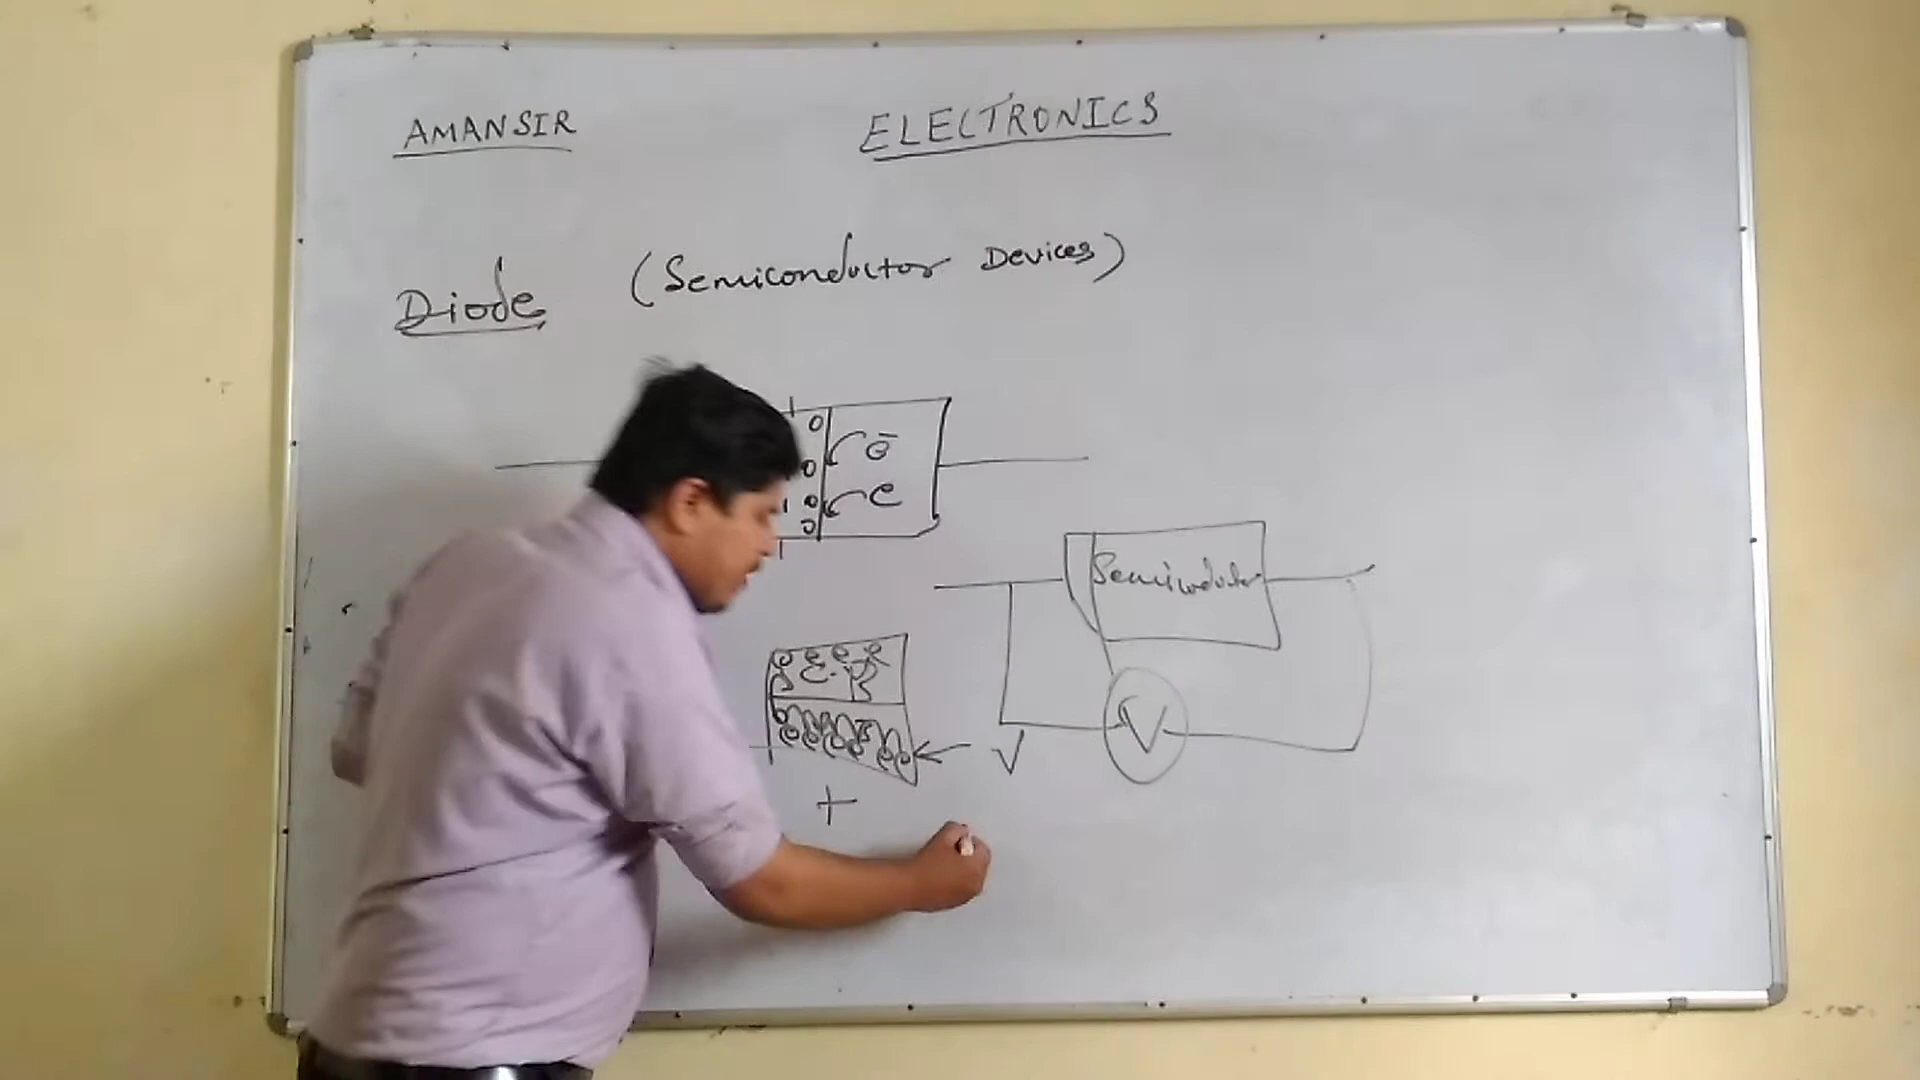 AMANSIR
ELECTRONICS
Diode (Semiconductor Devices)
ē
e
Semiconductor
V
V
+